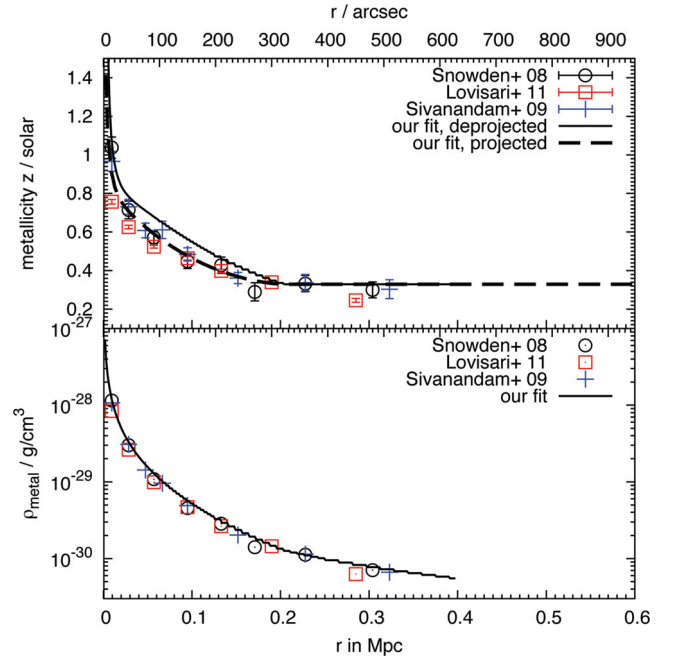 r / arcsec
0 100 200 300 400 500 600 700 800 900
metallicity z / solar
1.4
1.2
1
0.8
0.6
0.4
0.2
Snowden+ 08
Lovisari+ 11
Sivanandam+ 09
our fit, deprojected
our fit, projected
ρmetal / g/cm³
10⁻²⁷
10⁻²⁸
10⁻²⁹
10⁻³⁰
Snowden+ 08
Lovisari+ 11
Sivanandam+ 09
our fit
0 0.1 0.2 0.3 0.4 0.5 0.6
r in Mpc